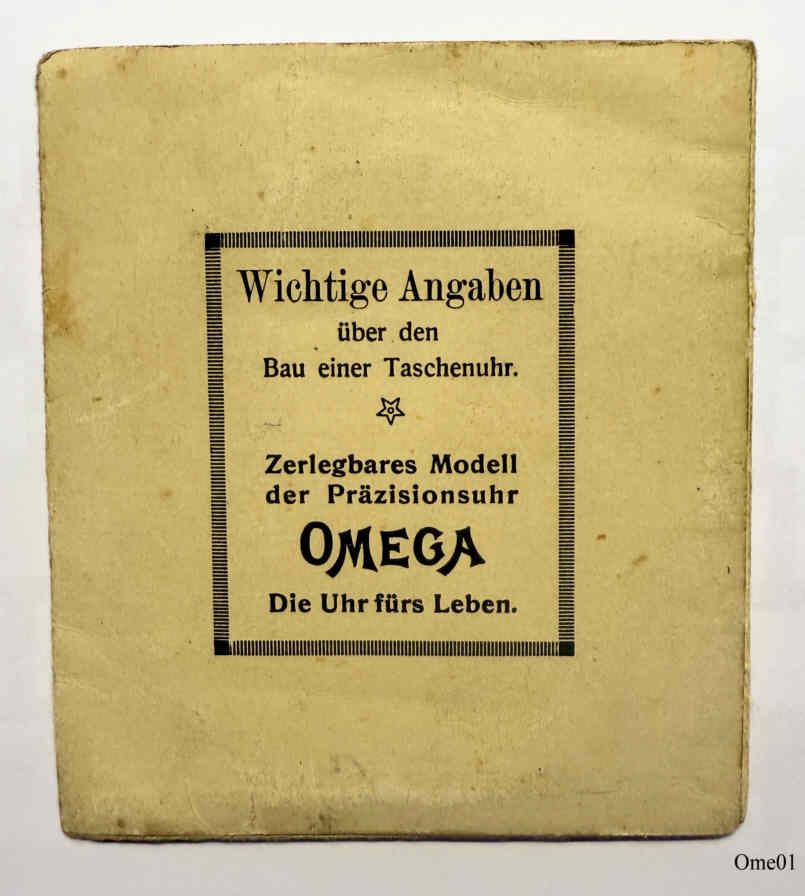 Wichtige Angaben
über den
Bau einer Taschenuhr.
Zerlegbares Modell
der Präzisionsuhr
OMEGA
Die Uhr fürs Leben.
Ome01